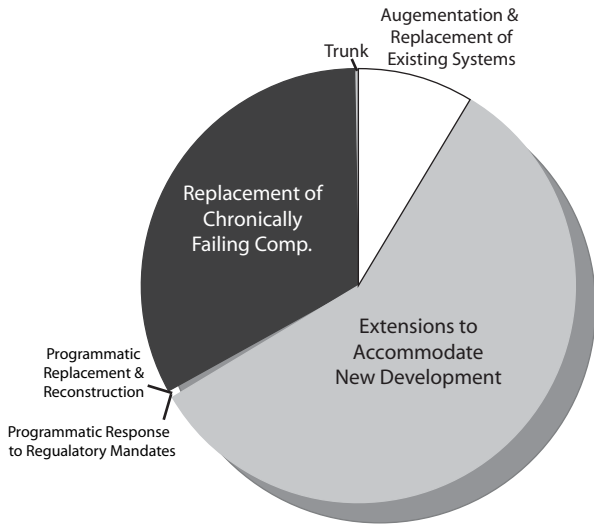 Augementation &
Replacement of
Existing Systems
Trunk
Replacement of
Chronically
Failing Comp.
Extensions to
Accommodate
New Development
Programmatic
Replacement &
Reconstruction
Programmatic Response
to Regualatory Mandates